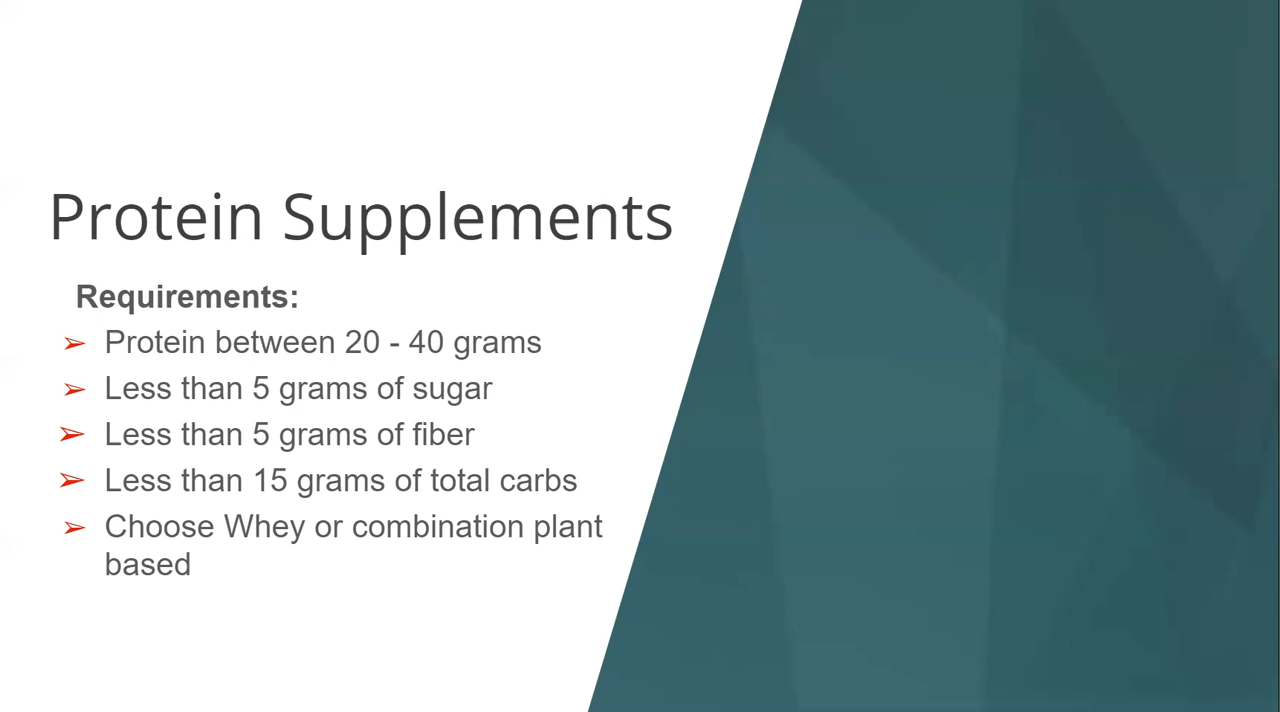 Protein Supplements
Requirements:
➢ Protein between 20 - 40 grams
➢ Less than 5 grams of sugar
➢ Less than 5 grams of fiber
➢ Less than 15 grams of total carbs
➢ Choose Whey or combination plant
based